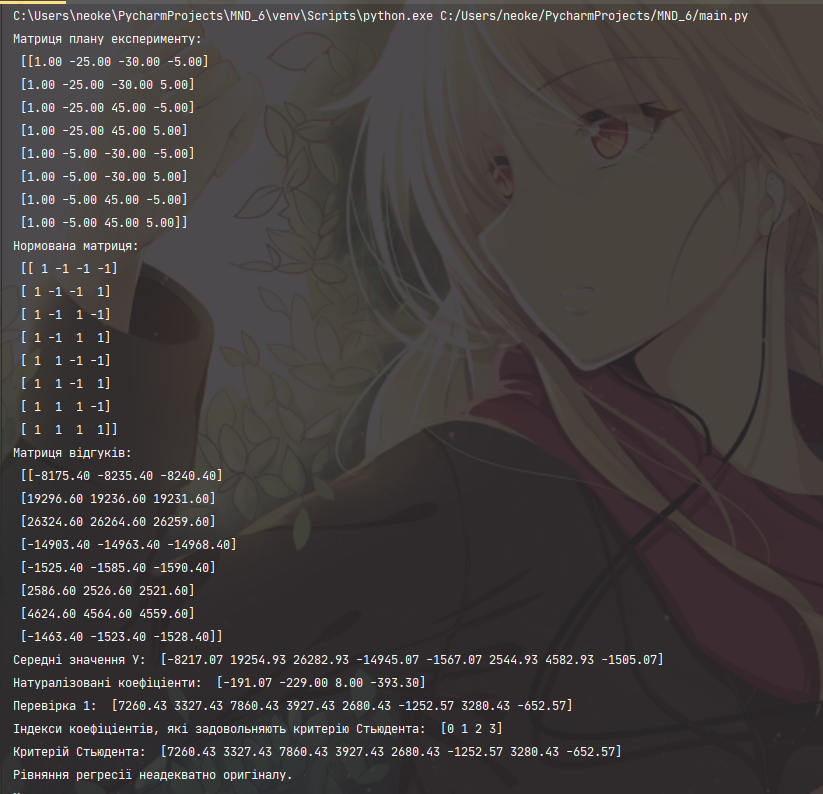 C:\Users\neoke\PycharmProjects\MND_6\venv\Scripts\python.exe C:/Users/neoke/PycharmProjects/MND_6/main.py
Матриця плану експерименту:
[[1.00 -25.00 -30.00 -5.00]
[1.00 -25.00 -30.00 5.00]
[1.00 -25.00 45.00 -5.00]
[1.00 -25.00 45.00 5.00]
[1.00 -5.00 -30.00 -5.00]
[1.00 -5.00 -30.00 5.00]
[1.00 -5.00 45.00 -5.00]
[1.00 -5.00 45.00 5.00]]
Нормована матриця:
[[ 1 -1 -1 -1]
[ 1 -1 -1  1]
[ 1 -1  1 -1]
[ 1 -1  1  1]
[ 1  1 -1 -1]
[ 1  1 -1  1]
[ 1  1  1 -1]
[ 1  1  1  1]]
Матриця відгуків:
[[-8175.40 -8235.40 -8240.40]
[19296.60 19236.60 19231.60]
[26324.60 26264.60 26259.60]
[-14903.40 -14963.40 -14968.40]
[-1525.40 -1585.40 -1590.40]
[2586.60 2526.60 2521.60]
[4624.60 4564.60 4559.60]
[-1463.40 -1523.40 -1528.40]]
Середні значення Y:  [-8217.07 19254.93 26282.93 -14945.07 -1567.07 2544.93 4582.93 -1505.07]
Натуралізовані коефіціенти:  [-191.07 -229.00 8.00 -393.30]
Перевірка 1:  [7260.43 3327.43 7860.43 3927.43 2680.43 -1252.57 3280.43 -652.57]
Індекси коефіціентів, які задовольняють критерію Стьюдента:  [0 1 2 3]
Критерій Стьюдента:  [7260.43 3327.43 7860.43 3927.43 2680.43 -1252.57 3280.43 -652.57]
Рівняння регресії неадекватно оригіналу.